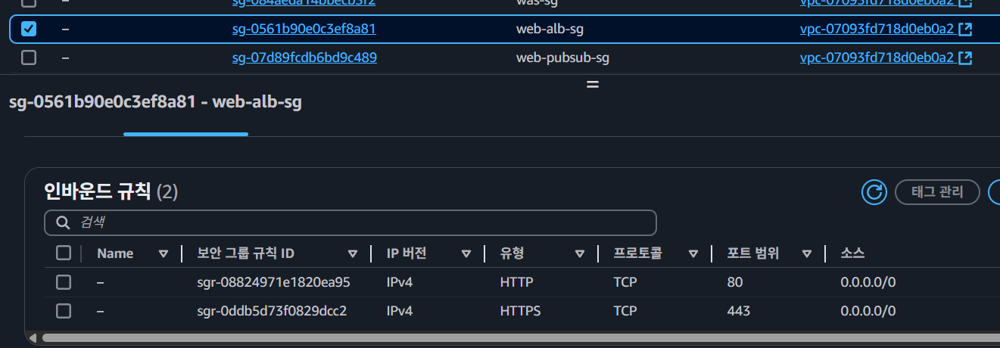 sg-084aeda14bbecb3f2 was-sg vpc-07093fd718d0eb0a2
– sg-0561b90e0c3ef8a81 web-alb-sg vpc-07093fd718d0eb0a2
– sg-07d89fcdb6bd9c489 web-pubsub-sg vpc-07093fd718d0eb0a2
sg-0561b90e0c3ef8a81 - web-alb-sg
인바운드 규칙 (2)
태그 관리
검색
Name 보안 그룹 규칙 ID IP 버전 유형 프로토콜 포트 범위 소스
– sgr-08824971e1820ea95 IPv4 HTTP TCP 80 0.0.0.0/0
– sgr-0ddb5d73f0829dcc2 IPv4 HTTPS TCP 443 0.0.0.0/0